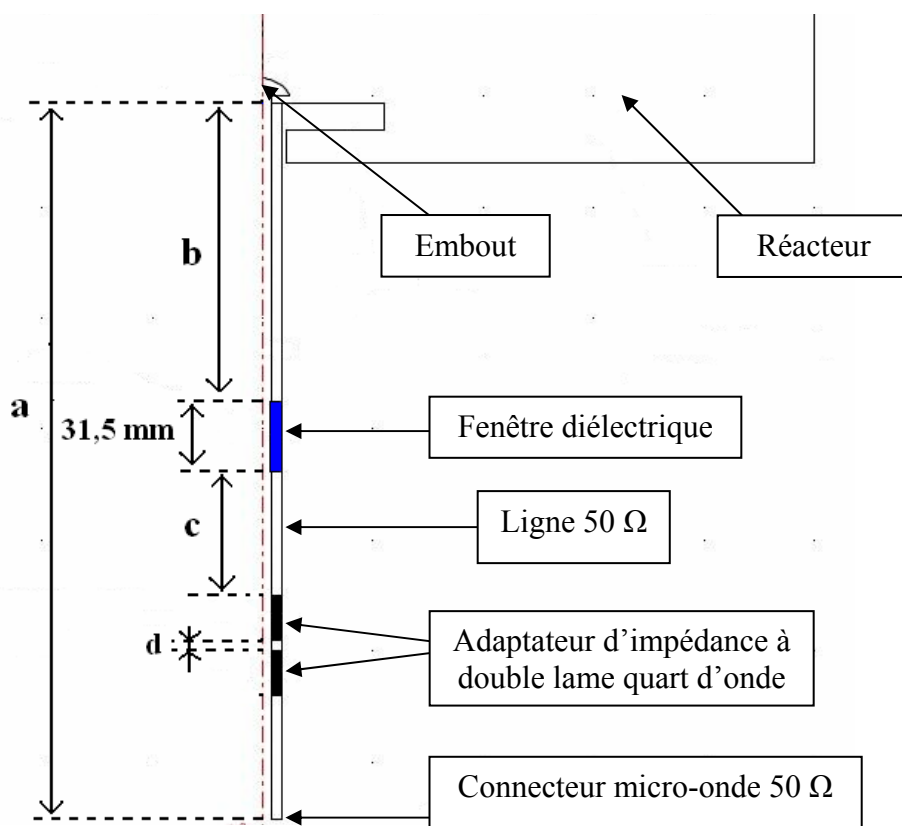 Embout
Réacteur
b
a
31,5 mm
Fenêtre diélectrique
c
Ligne 50 Ω
d
Adaptateur d'impédance à
double lame quart d'onde
Connecteur micro-onde 50 Ω